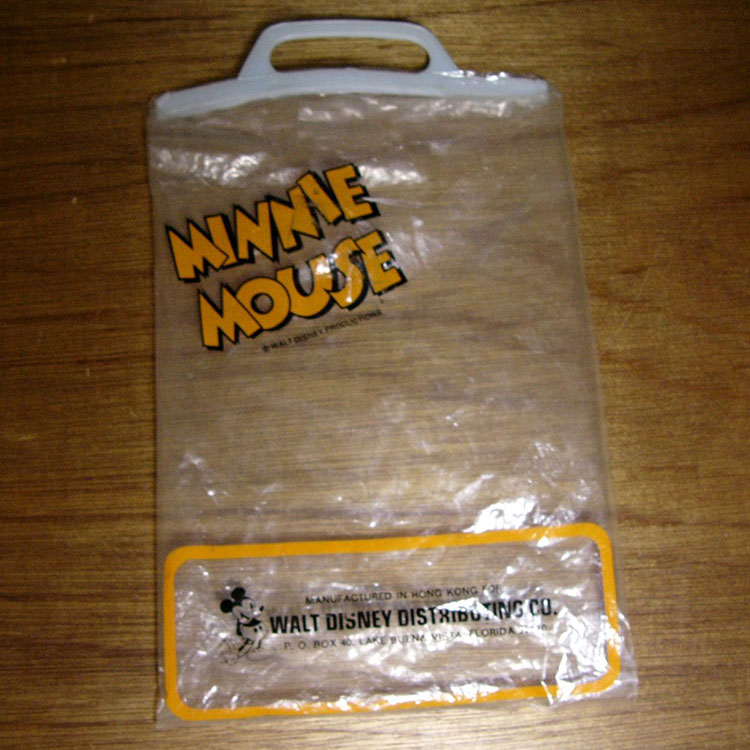 MINNIE
MOUSE
© WALT DISNEY PRODUCTIONS
MANUFACTURED IN HONG KONG FOR
WALT DISNEY DISTRIBUTING CO.
P. O. BOX 40, LAKE BUENA VISTA, FLORIDA